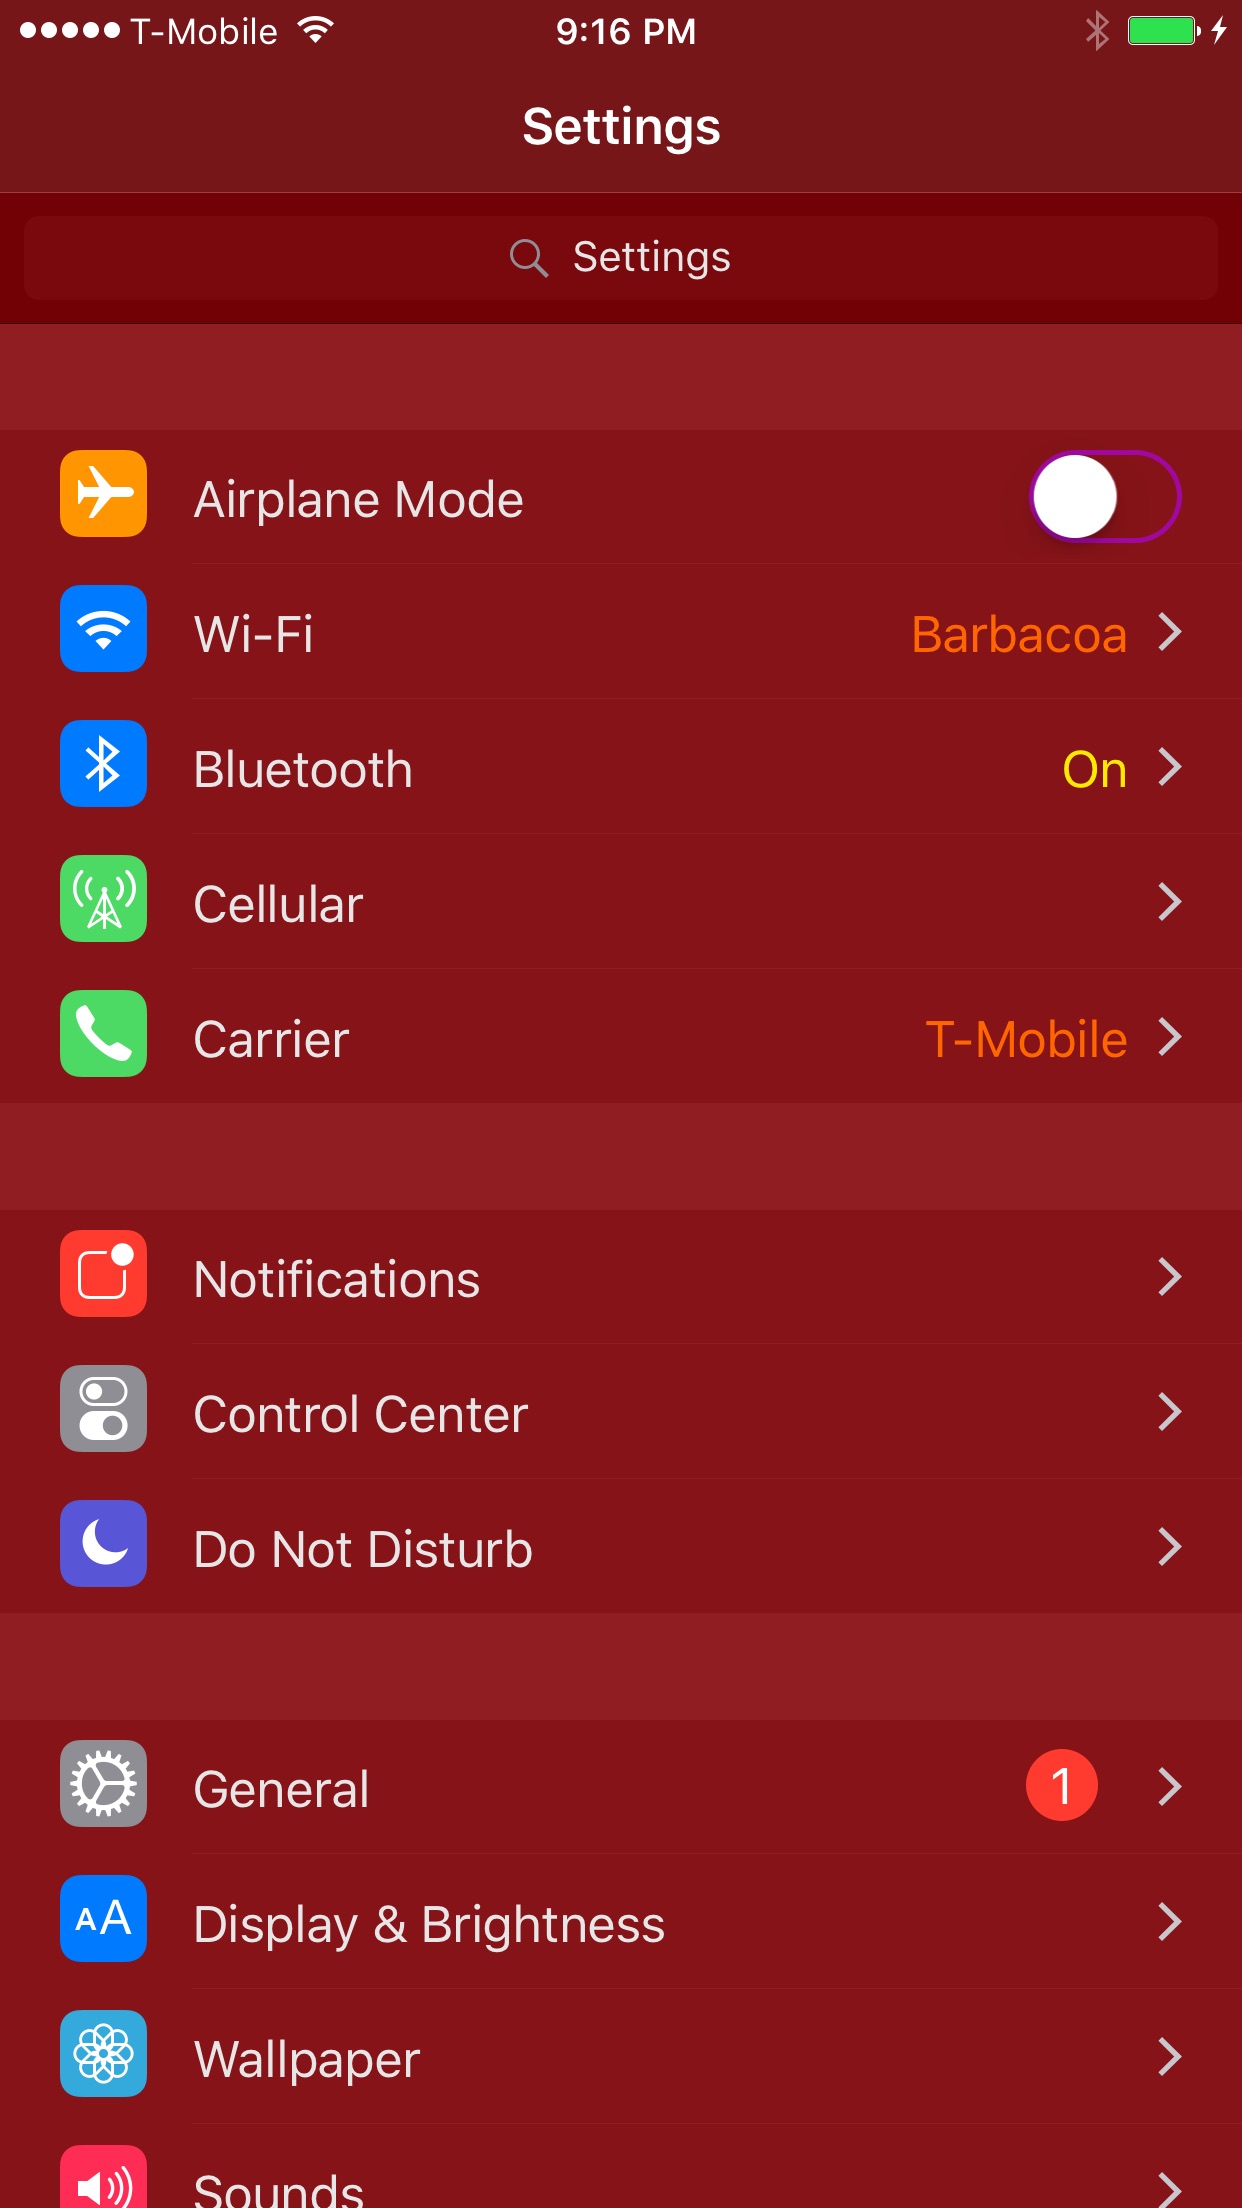 T-Mobile 9:16 PM
Settings
Settings
Airplane Mode
Wi-Fi Barbacoa
Bluetooth On
Cellular
Carrier T-Mobile
Notifications
Control Center
Do Not Disturb
General 1
AA Display & Brightness
Wallpaper
Sounds